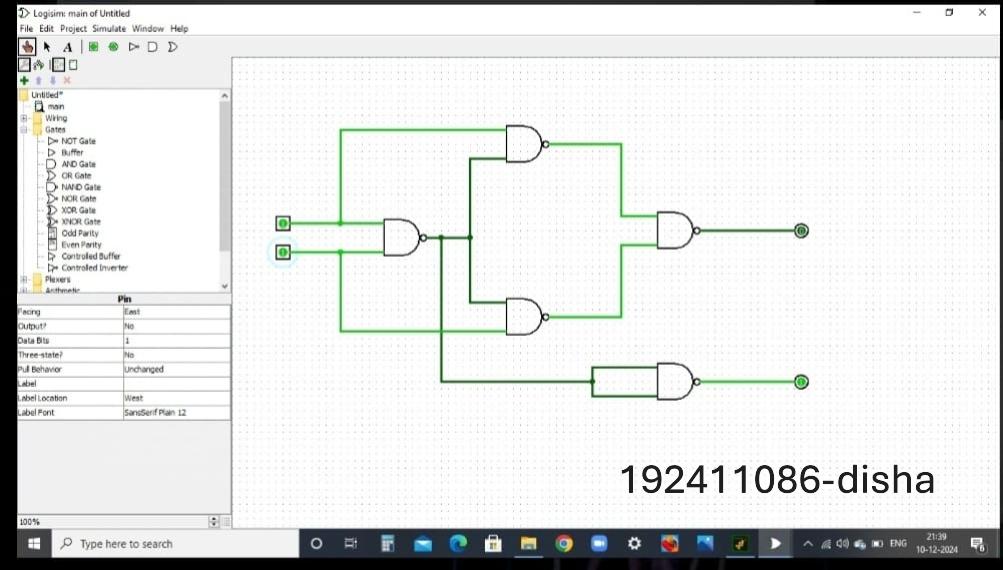 Logisim: main of Untitled
File Edit Project Simulate Window Help
A
Untitled*
main
Wiring
Gates
NOT Gate
Buffer
AND Gate
OR Gate
NAND Gate
NOR Gate
XOR Gate
XNOR Gate
Odd Parity
Even Parity
Controlled Buffer
Controlled Inverter
Plexers
Arithmetic
Pin
Facing East
Output? No
Data Bits 1
Three-state? No
Pull Behavior Unchanged
Label
Label Location West
Label Font SansSerif Plain 12
192411086-disha
100%
Type here to search
ENG
21:39
10-12-2024
6